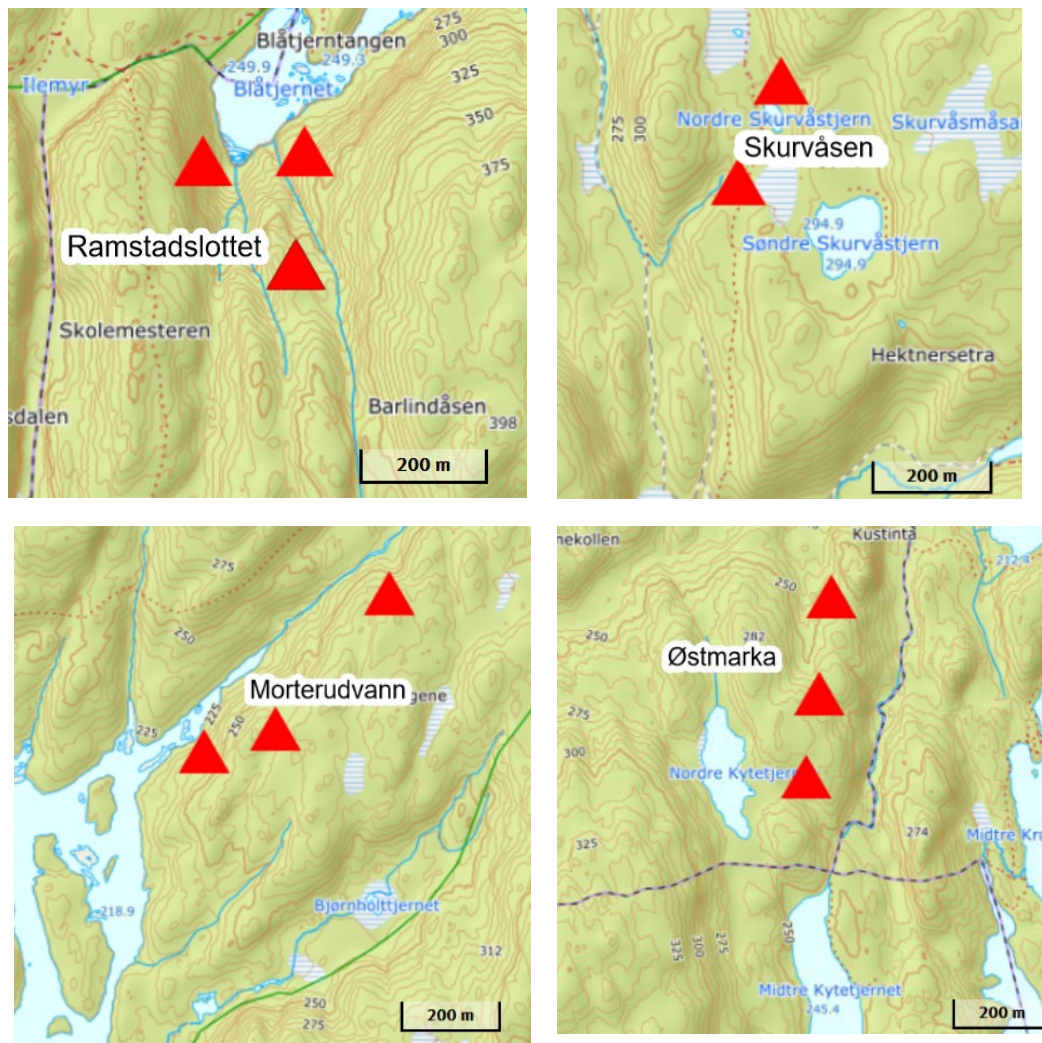 275
Blåtjerntangen
300
249.9
249.3
325
Ilemyr
Blåtjernet
350
375
Ramstadslottet
Skolemesteren
sdalen
Barlindåsen
398
200 m
275
300
Nordre Skurvåstjern
Skurvåsmåsa
Skurvåsen
294.9
Søndre Skurvåstjern
294.9
Hektnersetra
200 m
275
250
Morterudvann
gene
225
225
250
218.9
Bjørnholttjernet
312
250
275
200 m
nekollen
Kustintå
212.4
250
250
282
Østmarka
275
300
Nordre Kytetjern
325
274
Midtre Kru
250
275
300
325
Midtre Kytetjernet
245.4
200 m